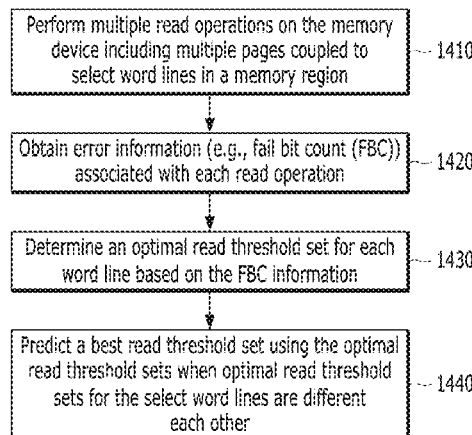 Perform multiple read operations on the memory
device including multiple pages coupled to
select word lines in a memory region
1410
Obtain error information (e.g., fail bit count (FBC))
associated with each read operation
1420
Determine an optimal read threshold set for each
word line based on the FBC information
1430
Predict a best read threshold set using the optimal
read threshold sets when optimal read threshold
sets for the select word lines are different
each other
1440